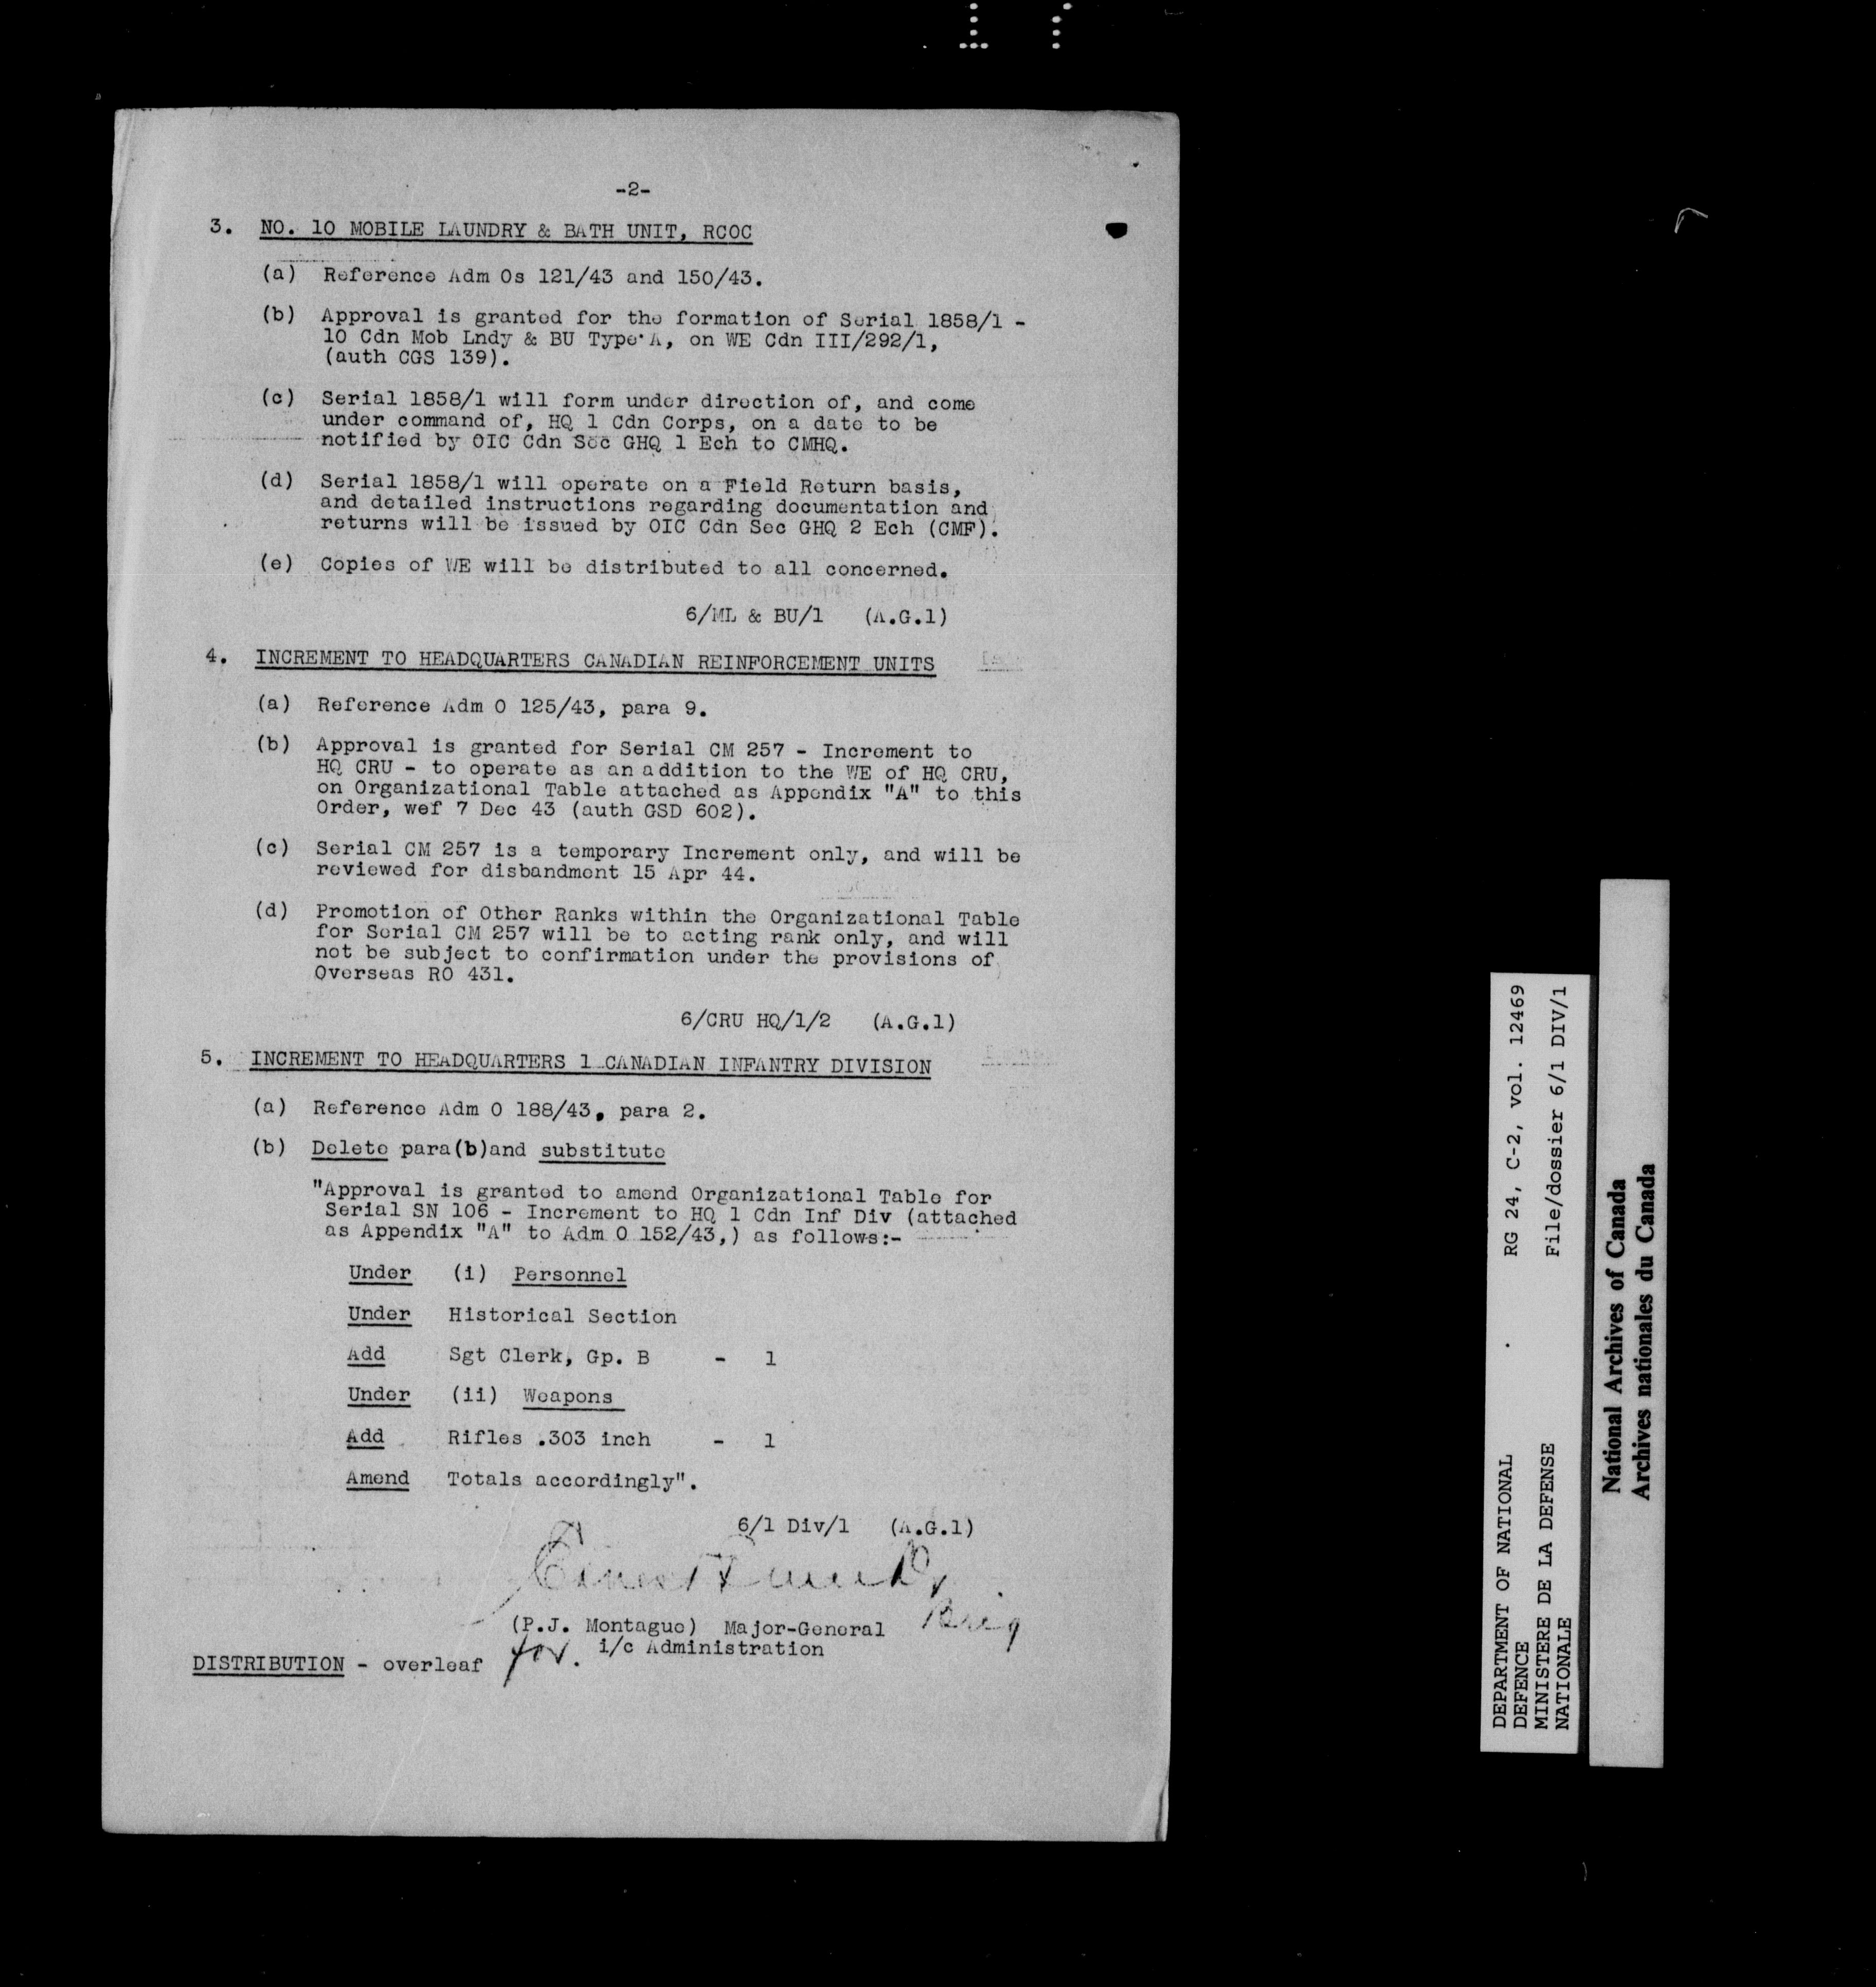 -2-
3. NO. 10 MOBILE LAUNDRY & BATH UNIT, RCOC
(a) Reference Adm Os 121/43 and 150/43.
(b) Approval is granted for the formation of Serial 1858/1 -
10 Cdn Mob Lndy & BU Type A, on WE Cdn III/292/1,
(auth CGS 139).
(c) Serial 1858/1 will form under direction of, and come
under command of, HQ 1 Cdn Corps, on a date to be
notified by OIC Cdn Sec GHQ 1 Ech to CMHQ.
(d) Serial 1858/1 will operate on a Field Return basis,
and detailed instructions regarding documentation and
returns will be issued by OIC Cdn Sec GHQ 2 Ech (CMF).
(e) Copies of WE will be distributed to all concerned.
6/ML & BU/1 (A.G.1)
4. INCREMENT TO HEADQUARTERS CANADIAN REINFORCEMENT UNITS
(a) Reference Adm O 125/43, para 9.
(b) Approval is granted for Serial CM 257 - Increment to
HQ CRU - to operate as an addition to the WE of HQ CRU,
on Organizational Table attached as Appendix "A" to this
Order, wef 7 Dec 43 (auth GSD 602).
(c) Serial CM 257 is a temporary Increment only, and will be
reviewed for disbandment 15 Apr 44.
(d) Promotion of Other Ranks within the Organizational Table
for Serial CM 257 will be to acting rank only, and will
not be subject to confirmation under the provisions of
Overseas RO 431.
6/CRU HQ/1/2 (A.G.1)
5. INCREMENT TO HEADQUARTERS 1 CANADIAN INFANTRY DIVISION
(a) Reference Adm O 188/43, para 2.
(b) Delete para(b)and substitute
"Approval is granted to amend Organizational Table for
Serial SN 106 - Increment to HQ 1 Cdn Inf Div (attached
as Appendix "A" to Adm O 152/43,) as follows:-
Under (i) Personnel
Under Historical Section
Add Sgt Clerk, Gp. B - 1
Under (ii) Weapons
Add Rifles .303 inch - 1
Amend Totals accordingly".
6/1 Div/1 (A.G.1)
Brig
(P.J. Montague) Major-General
for. i/c Administration
DISTRIBUTION - overleaf
DEPARTMENT OF NATIONAL
DEFENCE
MINISTERE DE LA DEFENSE
NATIONALE
RG 24, C-2, vol. 12469
File/dossier 6/1 DIV/1
National Archives of Canada
Archives nationales du Canada